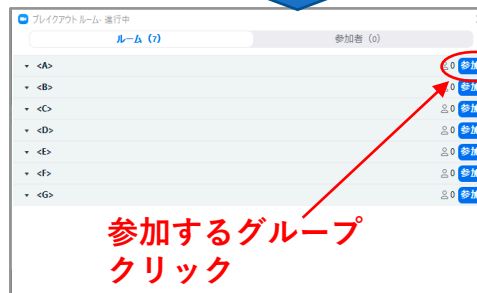 ブレイクアウト ルーム- 進行中
ルーム (7)
参加者 (0)
<A> 0 参加
<B> 0 参加
<C> 0 参加
<D> 0 参加
<E> 0 参加
<F> 0 参加
<G> 0 参加
参加するグループ
クリック